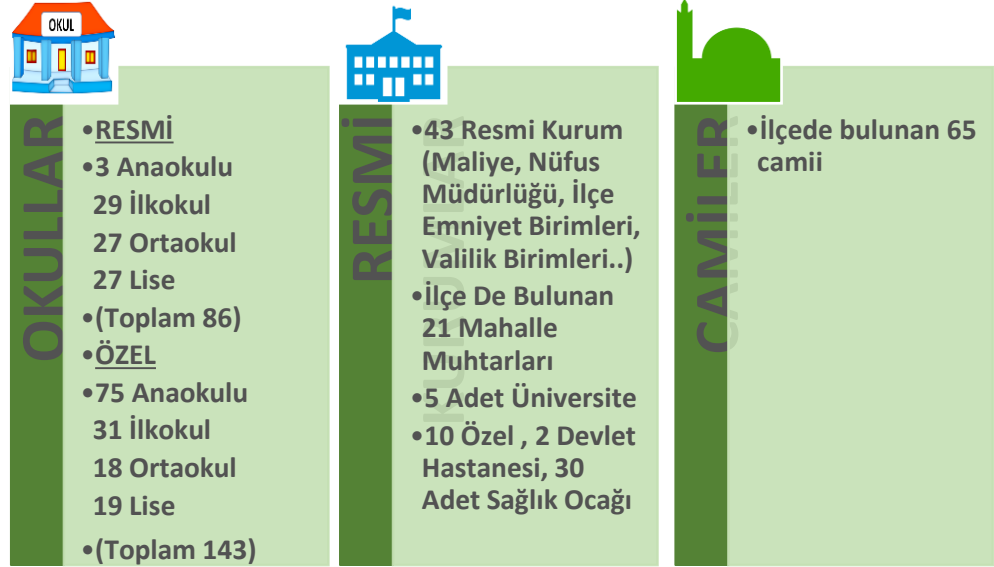 OKUL
OKULLAR
•RESMİ
•3 Anaokulu
29 İlkokul
27 Ortaokul
27 Lise
•(Toplam 86)
•ÖZEL
•75 Anaokulu
31 İlkokul
18 Ortaokul
19 Lise
•(Toplam 143)
RESMİ
KURUMLAR
•43 Resmi Kurum
(Maliye, Nüfus
Müdürlüğü, İlçe
Emniyet Birimleri,
Valilik Birimleri..)
•İlçe De Bulunan
21 Mahalle
Muhtarları
•5 Adet Üniversite
•10 Özel , 2 Devlet
Hastanesi, 30
Adet Sağlık Ocağı
CAMİLER
•İlçede bulunan 65
camii